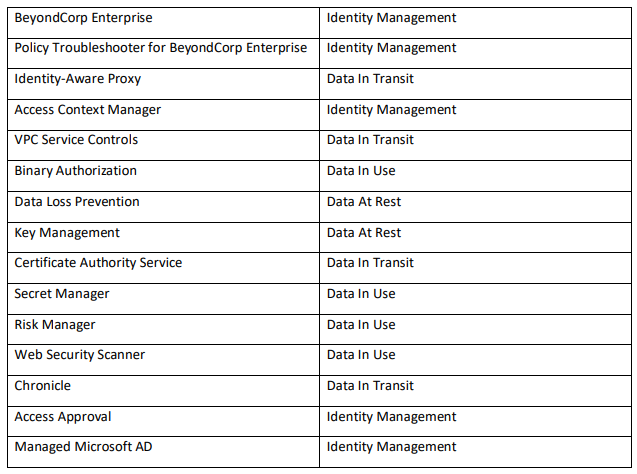 BeyondCorp Enterprise Identity Management
Policy Troubleshooter for BeyondCorp Enterprise Identity Management
Identity-Aware Proxy Data In Transit
Access Context Manager Identity Management
VPC Service Controls Data In Transit
Binary Authorization Data In Use
Data Loss Prevention Data At Rest
Key Management Data At Rest
Certificate Authority Service Data In Transit
Secret Manager Data In Use
Risk Manager Data In Use
Web Security Scanner Data In Use
Chronicle Data In Transit
Access Approval Identity Management
Managed Microsoft AD Identity Management